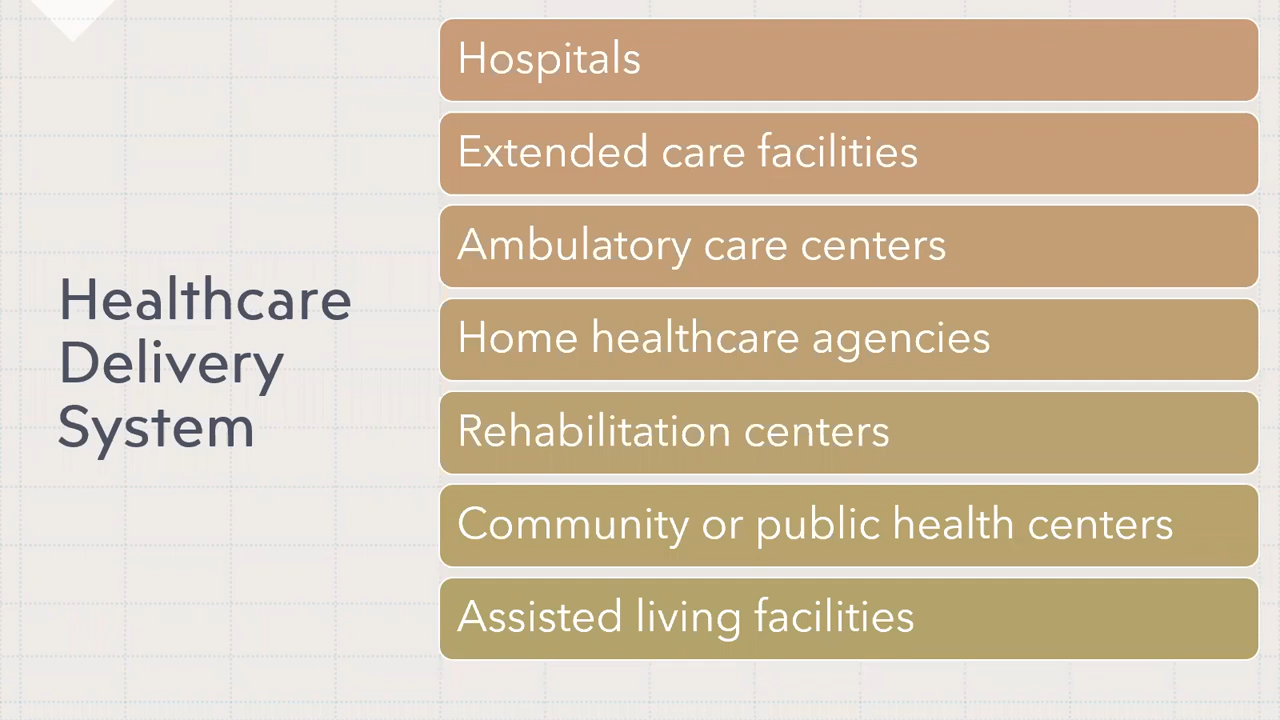 Healthcare
Delivery
System
Hospitals
Extended care facilities
Ambulatory care centers
Home healthcare agencies
Rehabilitation centers
Community or public health centers
Assisted living facilities